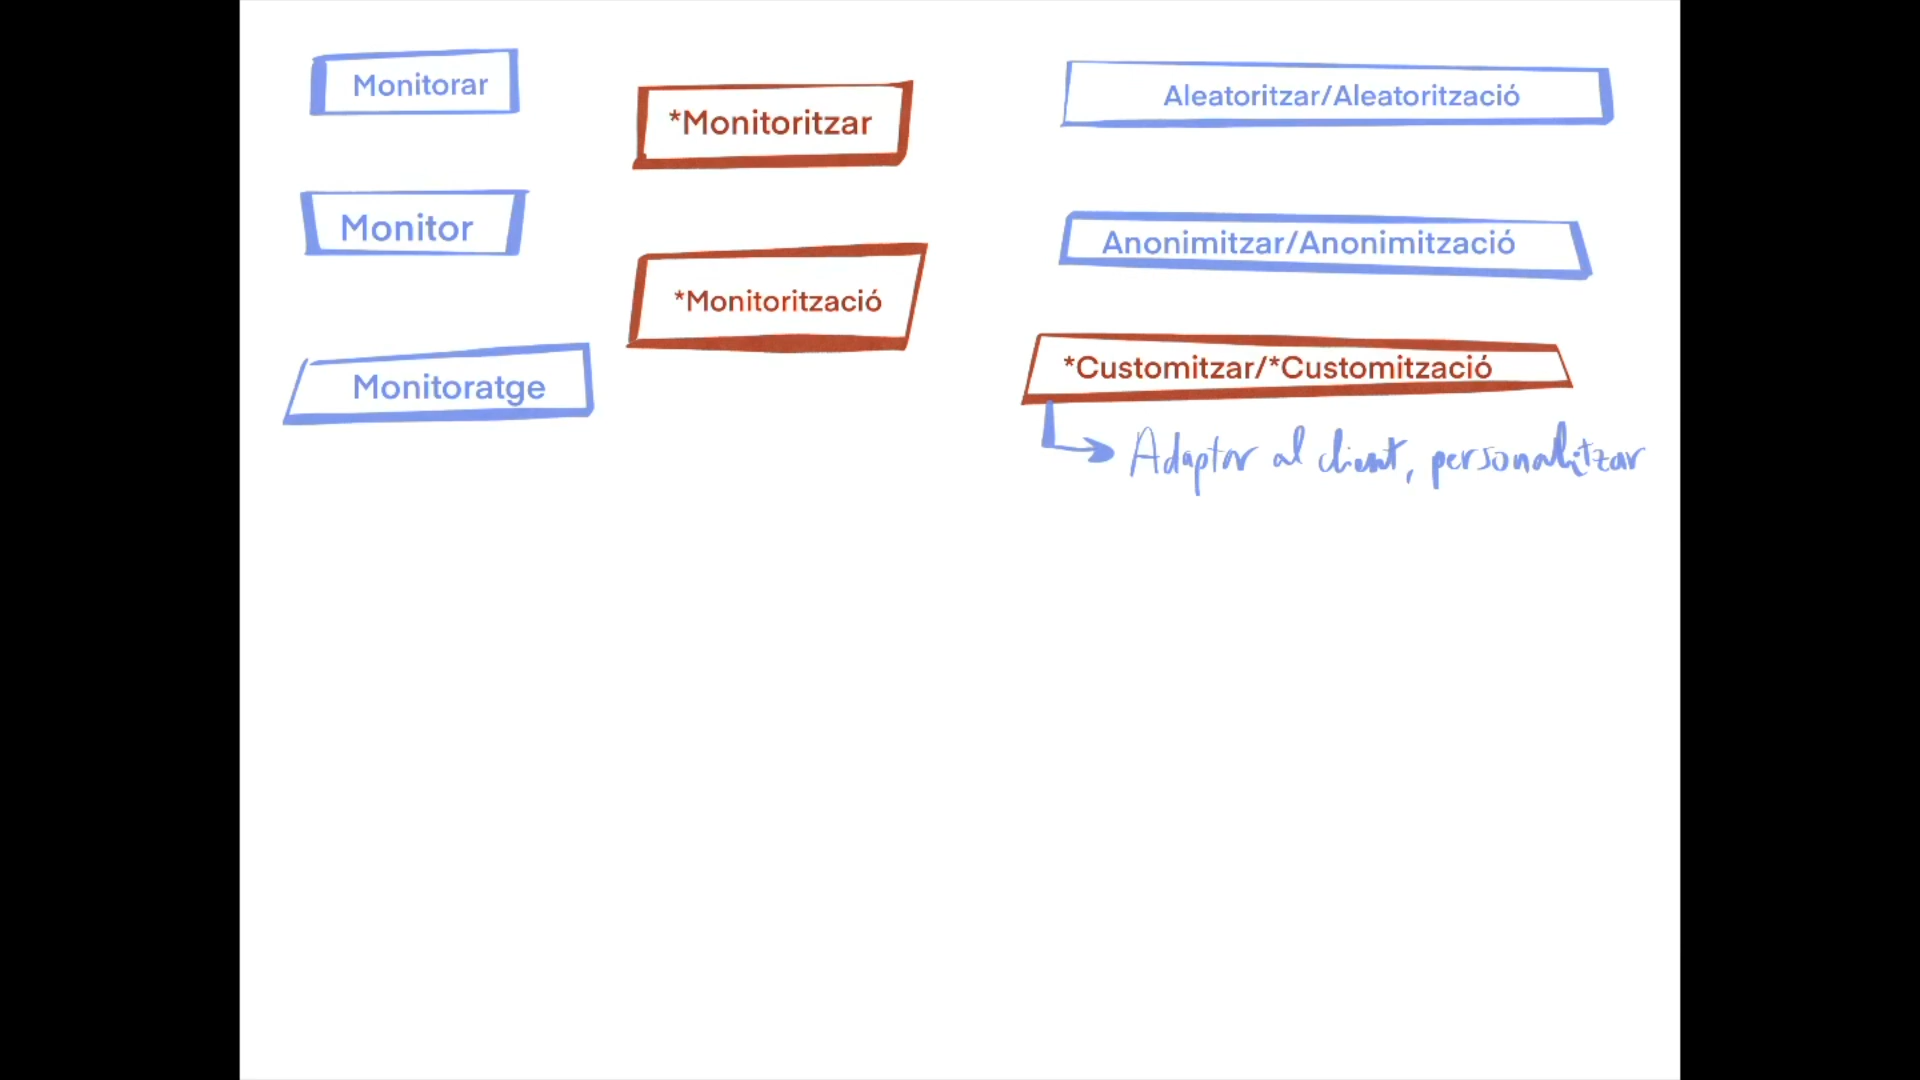 Monitorar
Monitor
Monitoratge
*Monitoritzar
*Monitorització
Aleatoritzar/Aleatorització
Anonimitzar/Anonimització
*Customitzar/*Customització
Adaptar al client, personalitzar